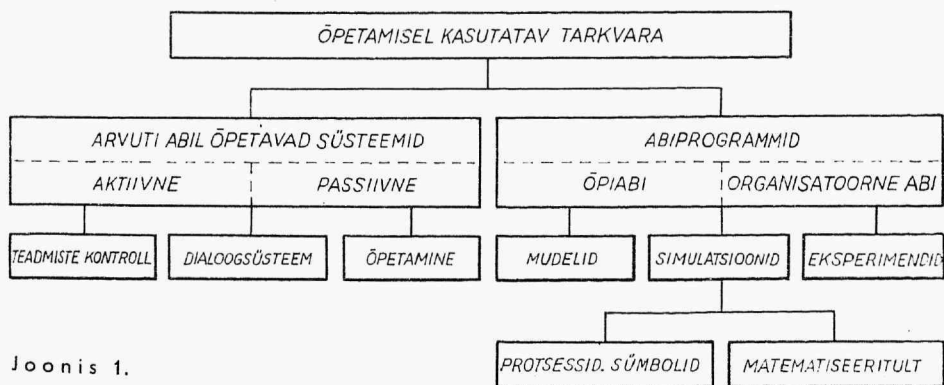 ÕPETAMISEL KASUTATAV TARKVARA
ARVUTI ABIL ÕPETAVAD SÜSTEEMID
AKTIIVNE
PASSIIVNE
ABIPROGRAMMID
ÕPIABI
ORGANISATOORNE ABI
TEADMISTE KONTROLL
DIALOOGSÜSTEEM
ÕPETAMINE
MUDELID
SIMULATSIOONID
EKSPERIMENDID
PROTSESSID. SÜMBOLID
MATEMATISEERITULT
Joonis 1.